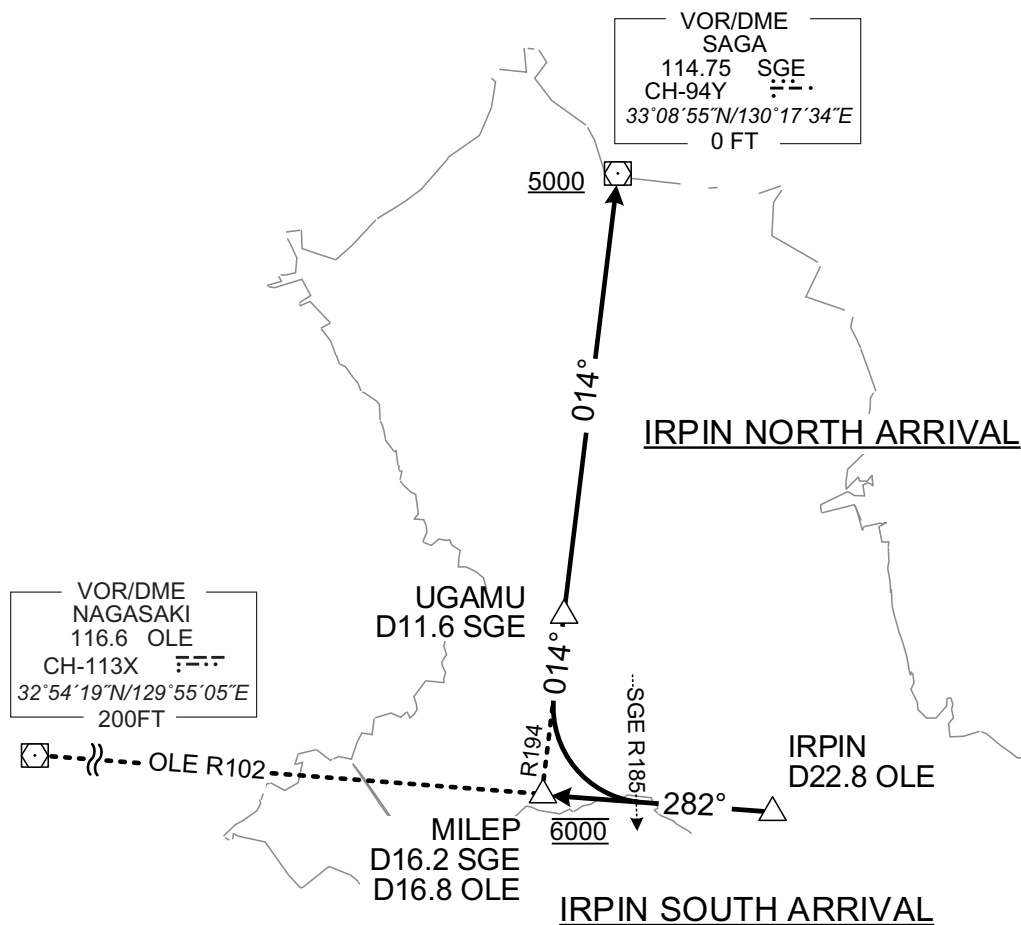 VOR/DME
SAGA
114.75 SGE
CH-94Y
33°08´55˝N/130°17´34˝E
0 FT
5000
014°
IRPIN NORTH ARRIVAL
UGAMU
D11.6 SGE
VOR/DME
NAGASAKI
116.6 OLE
CH-113X
32°54´19˝N/129°55´05˝E
200FT
014°
SGE R185
R194
OLE R102
IRPIN
D22.8 OLE
282°
MILEP
D16.2 SGE
D16.8 OLE
6000
IRPIN SOUTH ARRIVAL